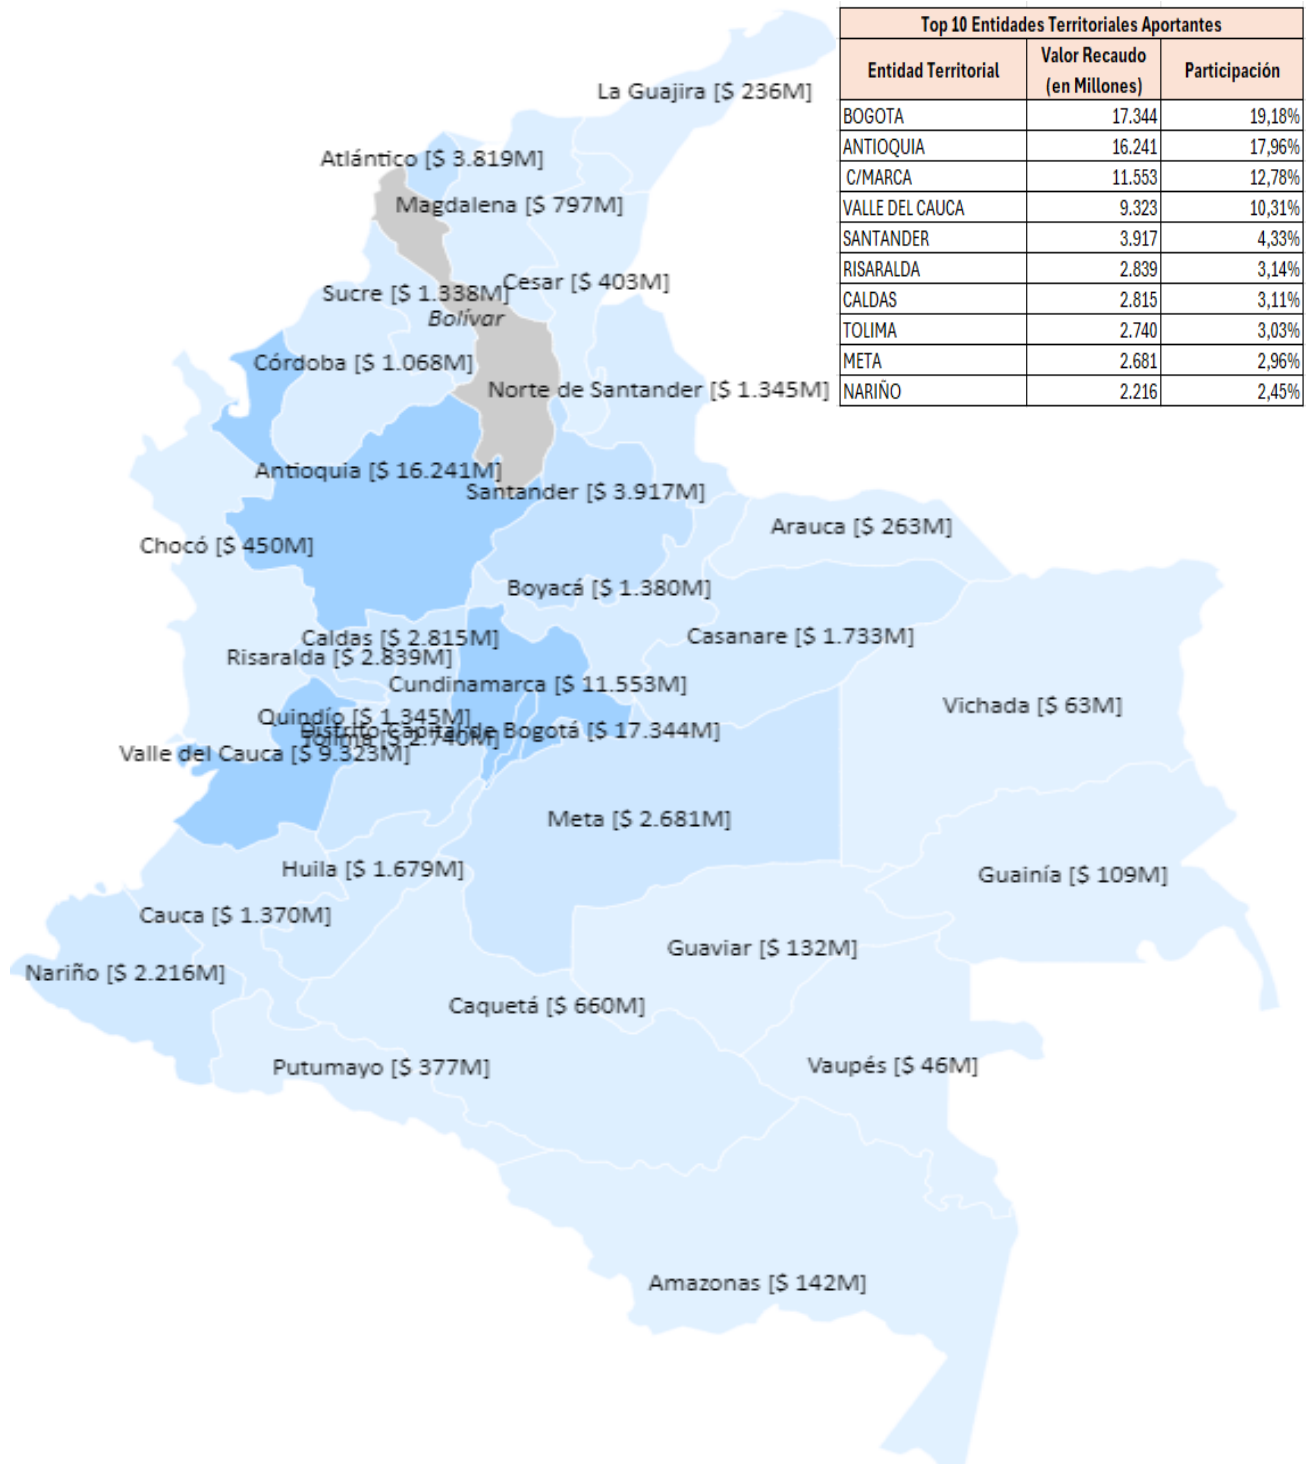 Top 10 Entidades Territoriales Aportantes
Entidad Territorial Valor Recaudo (en Millones) Participación
BOGOTA 17.344 19,18%
ANTIOQUIA 16.241 17,96%
C/MARCA 11.553 12,78%
VALLE DEL CAUCA 9.323 10,31%
SANTANDER 3.917 4,33%
RISARALDA 2.839 3,14%
CALDAS 2.815 3,11%
TOLIMA 2.740 3,03%
META 2.681 2,96%
NARIÑO 2.216 2,45%
La Guajira [$ 236M]
Atlántico [$ 3.819M]
Magdalena [$ 797M]
Cesar [$ 403M]
Sucre [$ 1.338M]
Bolívar
Córdoba [$ 1.068M]
Norte de Santander [$ 1.345M]
Antioquia [$ 16.241M]
Santander [$ 3.917M]
Arauca [$ 263M]
Chocó [$ 450M]
Boyacá [$ 1.380M]
Caldas [$ 2.815M]
Casanare [$ 1.733M]
Risaralda [$ 2.839M]
Cundinamarca [$ 11.553M]
Vichada [$ 63M]
Quindío [$ 1.345M]
Distrito Capital de Bogotá [$ 17.344M]
Tolima [$ 2.740M]
Valle del Cauca [$ 9.323M]
Meta [$ 2.681M]
Huila [$ 1.679M]
Guainía [$ 109M]
Cauca [$ 1.370M]
Guaviar [$ 132M]
Nariño [$ 2.216M]
Caquetá [$ 660M]
Putumayo [$ 377M]
Vaupés [$ 46M]
Amazonas [$ 142M]